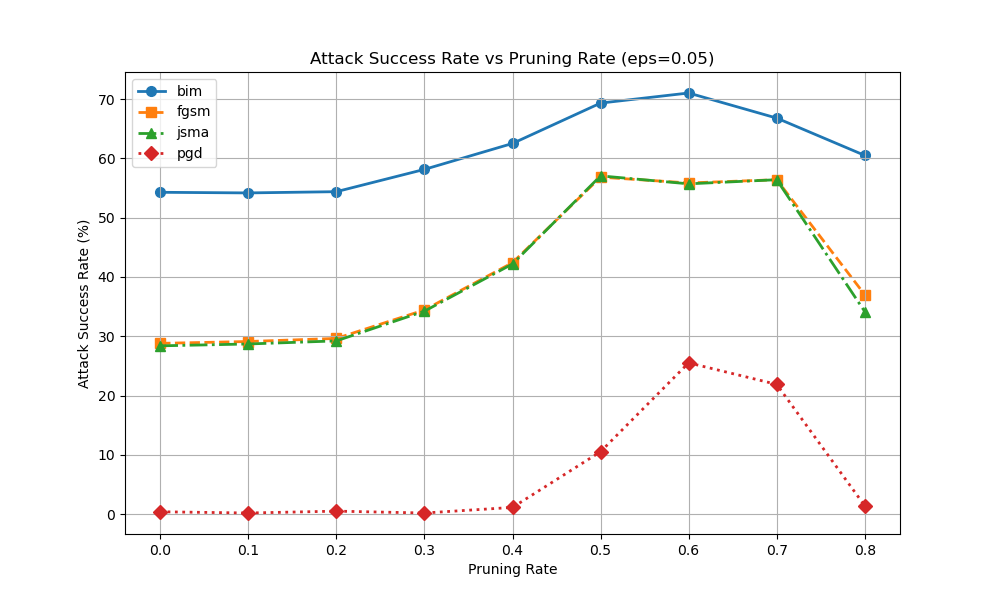 Attack Success Rate vs Pruning Rate (eps=0.05)
bim
fgsm
jsma
pgd
Attack Success Rate (%)
70
60
50
40
30
20
10
0
0.0 0.1 0.2 0.3 0.4 0.5 0.6 0.7 0.8
Pruning Rate